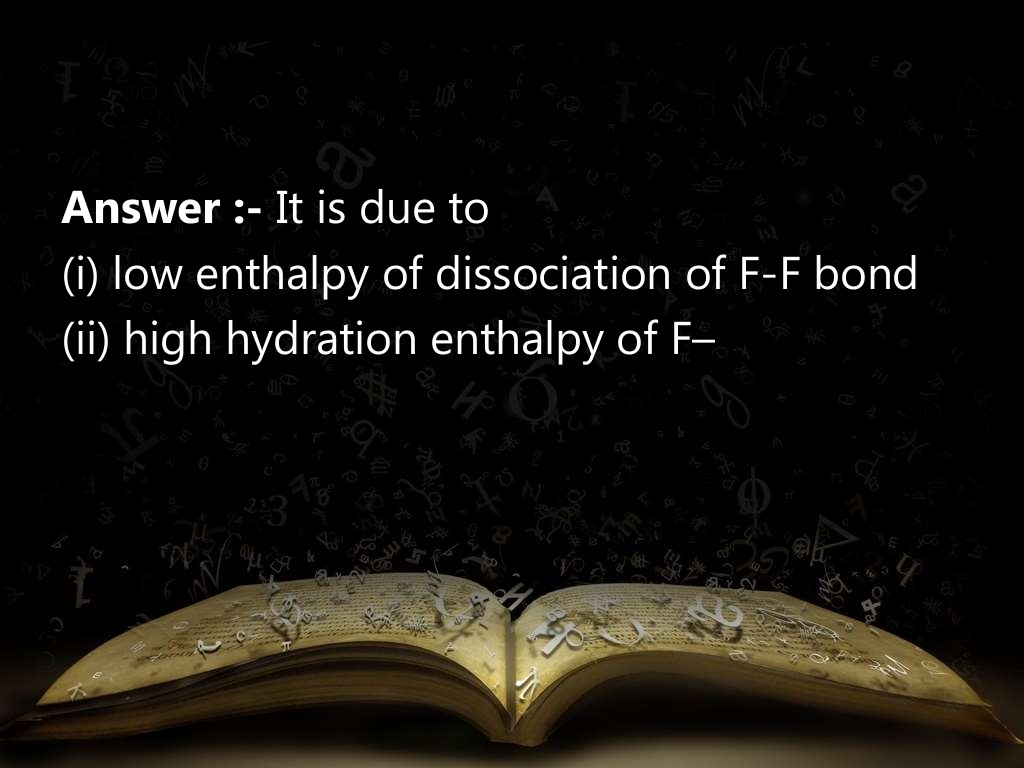 Answer :- It is due to
(i) low enthalpy of dissociation of F-F bond
(ii) high hydration enthalpy of F–